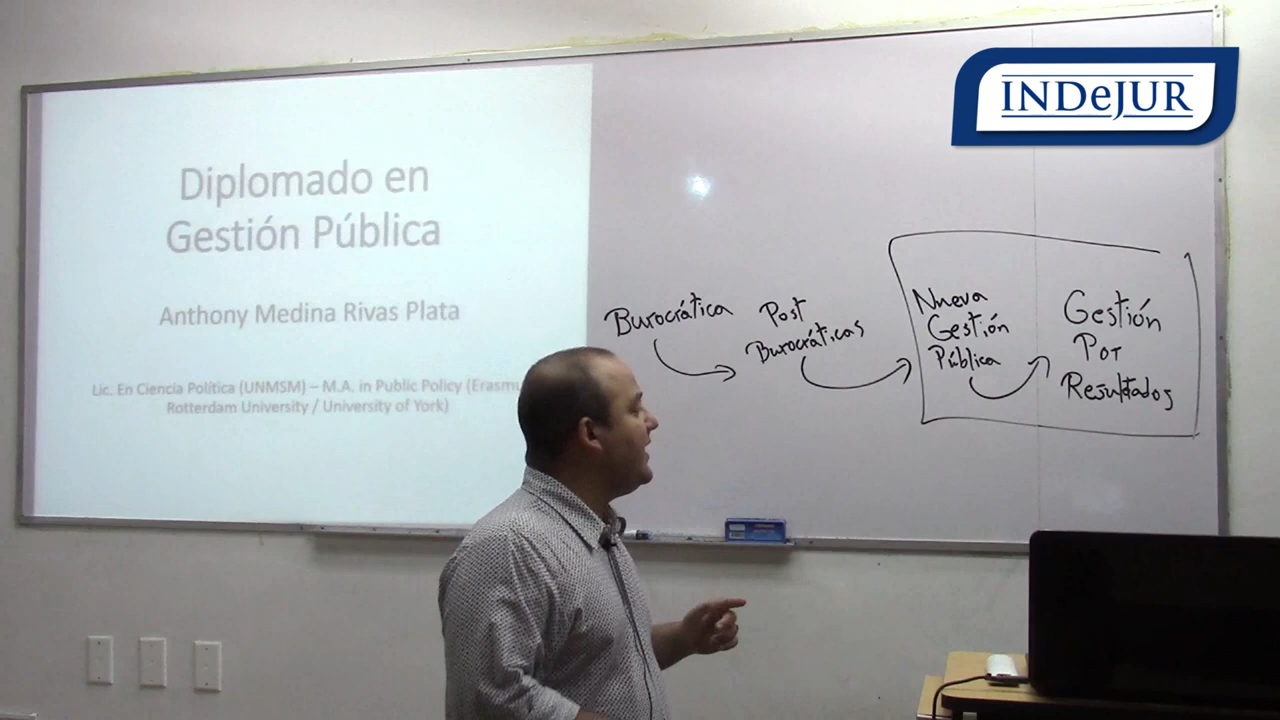 INDeJUR
Diplomado en
Gestión Pública
Anthony Medina Rivas Plata
Lic. En Ciencia Política (UNMSM) – M.A. in Public Policy (Erasmu
Rotterdam University / University of York)
Burocrática
Post
Burocráticas
Nueva
Gestión
Pública
Gestión
Por
Resultados